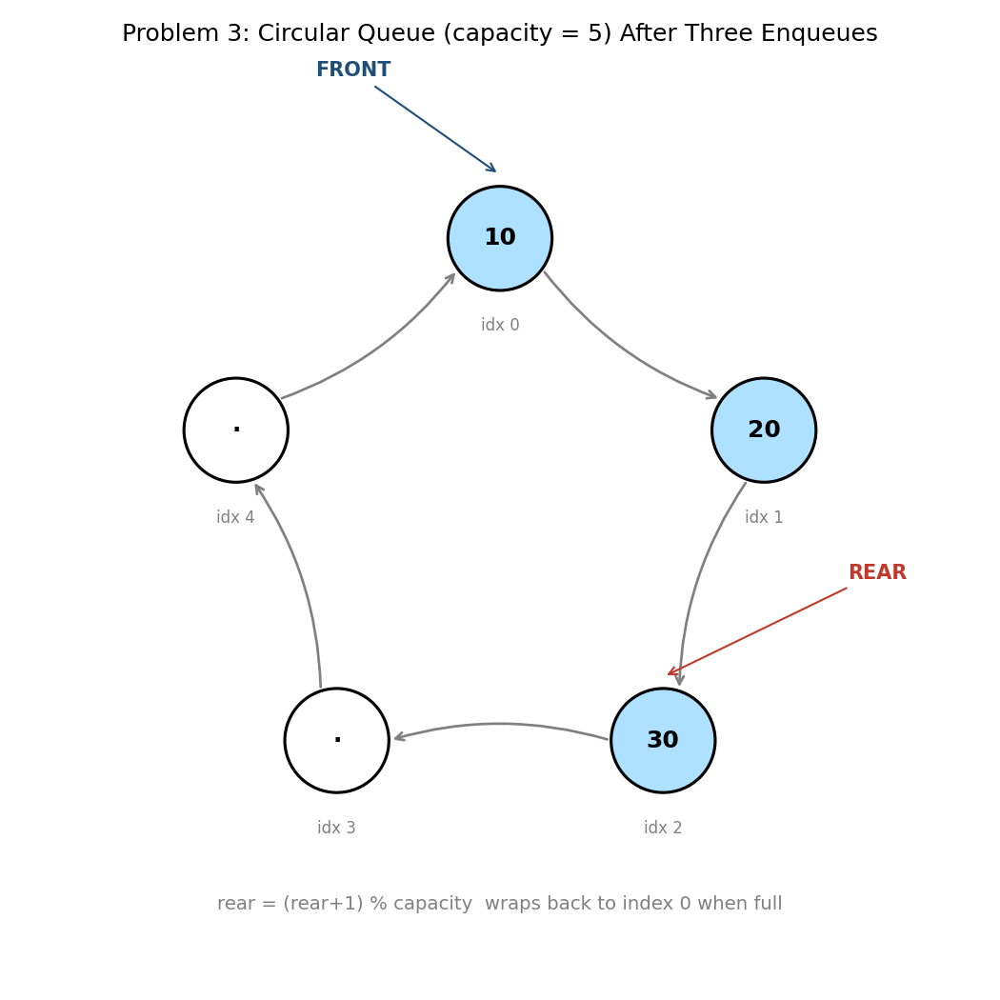 Problem 3: Circular Queue (capacity = 5) After Three Enqueues
FRONT
10
idx 0
·
20
idx 4
idx 1
REAR
·
30
idx 3
idx 2
rear = (rear+1) % capacity  wraps back to index 0 when full